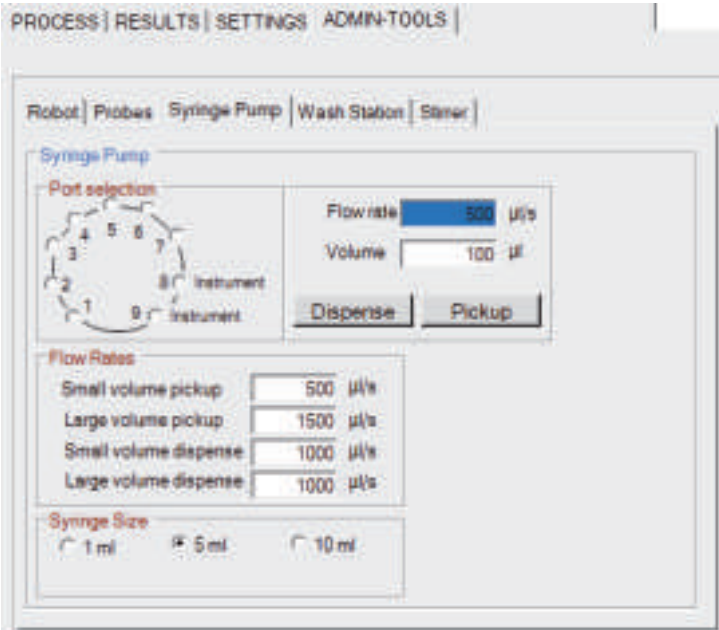 PROCESS | RESULTS | SETTINGS ADMIN-TOOLS
Robot Probes Syringe Pump Wash Station Stirrer
Syringe Pump
Port selection
1
2
3
4
5
6
7
8 Instrument
9 Instrument
Flow rate 500 µl/s
Volume 100 µl
Dispense Pickup
Flow Rates
Small volume pickup 500 µl/s
Large volume pickup 1500 µl/s
Small volume dispense 1000 µl/s
Large volume dispense 1000 µl/s
Syringe Size
1 ml 5 ml 10 ml